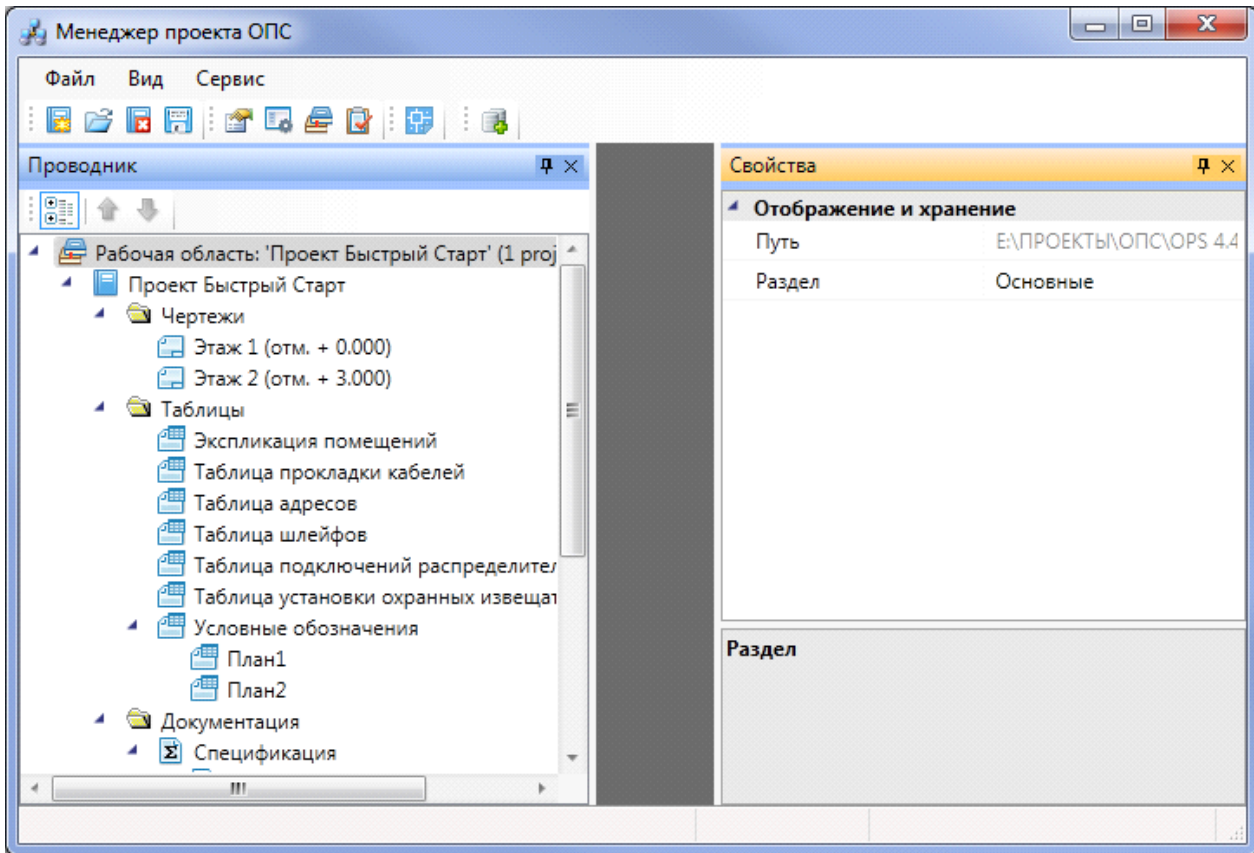 Менеджер проекта ОПС
Файл Вид Сервис
Проводник
Рабочая область: 'Проект Быстрый Старт' (1 proj
Проект Быстрый Старт
Чертежи
Этаж 1 (отм. + 0.000)
Этаж 2 (отм. + 3.000)
Таблицы
Экспликация помещений
Таблица прокладки кабелей
Таблица адресов
Таблица шлейфов
Таблица подключений распределител
Таблица установки охранных извещат
Условные обозначения
План1
План2
Документация
Спецификация
Свойства
Отображение и хранение
Путь E:\ПРОЕКТЫ\ОПС\OPS 4.4
Раздел Основные
Раздел